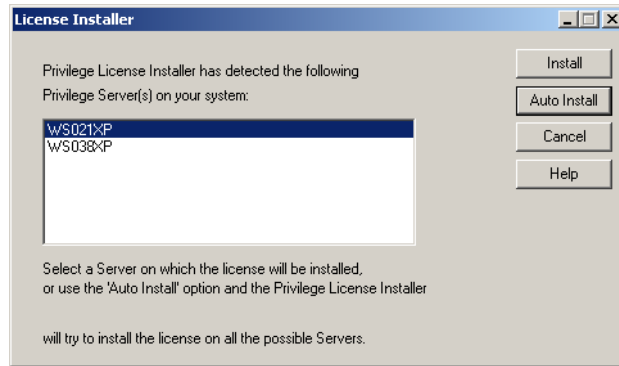 License Installer
Privilege License Installer has detected the following
Privilege Server(s) on your system:
WS021XP
WS038XP
Select a Server on which the license will be installed,
or use the 'Auto Install' option and the Privilege License Installer
will try to install the license on all the possible Servers.
Install
Auto Install
Cancel
Help